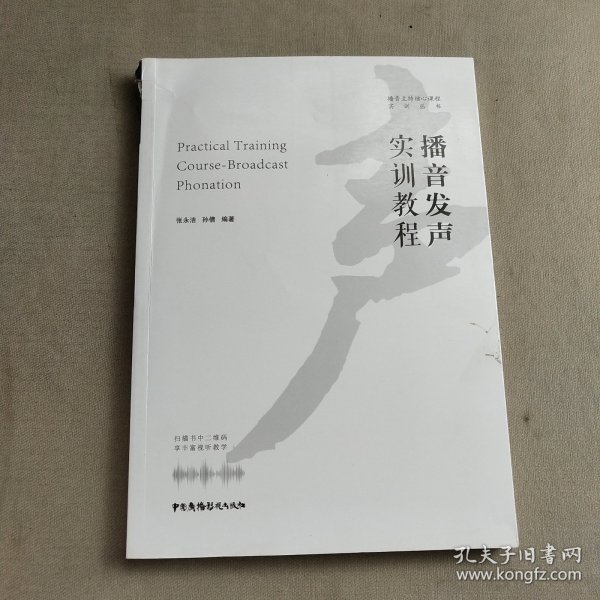 播音主持核心课程
实训丛书
Practical Training
Course-Broadcast
Phonation
播音发声
实训教程
张永洁 孙倩 编著
扫描书中二维码
享丰富视听教学
中国广播影视出版社
孔夫子旧书网
www.kongfz.com